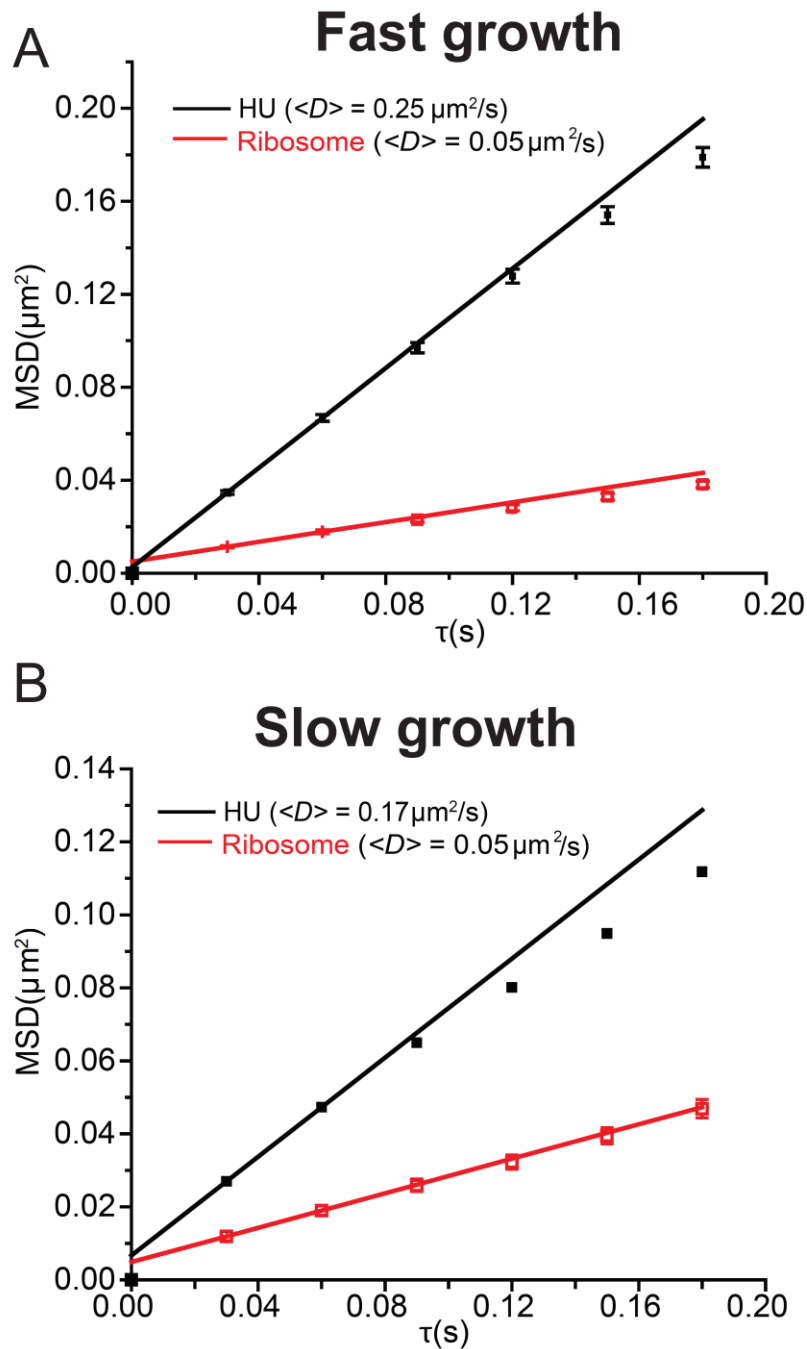 A
Fast growth
HU (<D> = 0.25 μm²/s)
Ribosome (<D> = 0.05 μm²/s)
0.20
0.16
0.12
0.08
0.04
0.00
MSD(μm²)
0.00 0.04 0.08 0.12 0.16 0.20
τ(s)
B
Slow growth
HU (<D> = 0.17μm²/s)
Ribosome (<D> = 0.05 μm²/s)
0.14
0.12
0.10
0.08
0.06
0.04
0.02
0.00
MSD(μm²)
0.00 0.04 0.08 0.12 0.16 0.20
τ(s)